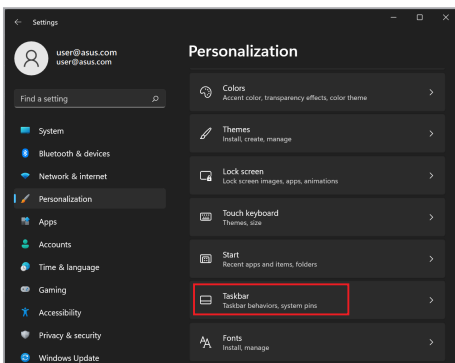 Settings
user@asus.com
user@asus.com
Find a setting
System
Bluetooth & devices
Network & internet
Personalization
Apps
Accounts
Time & language
Gaming
Accessibility
Privacy & security
Windows Update
Personalization
Colors
Accent color, transparency effects, color theme
Themes
Install, create, manage
Lock screen
Lock screen images, apps, animations
Touch keyboard
Themes, size
Start
Recent apps and items, folders
Taskbar
Taskbar behaviors, system pins
Fonts
Install, manage